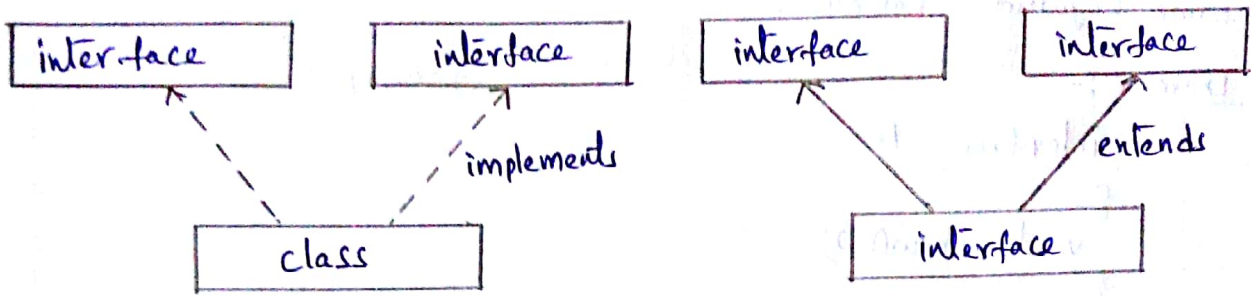 interface
interface
implements
class
interface
interface
extends
interface